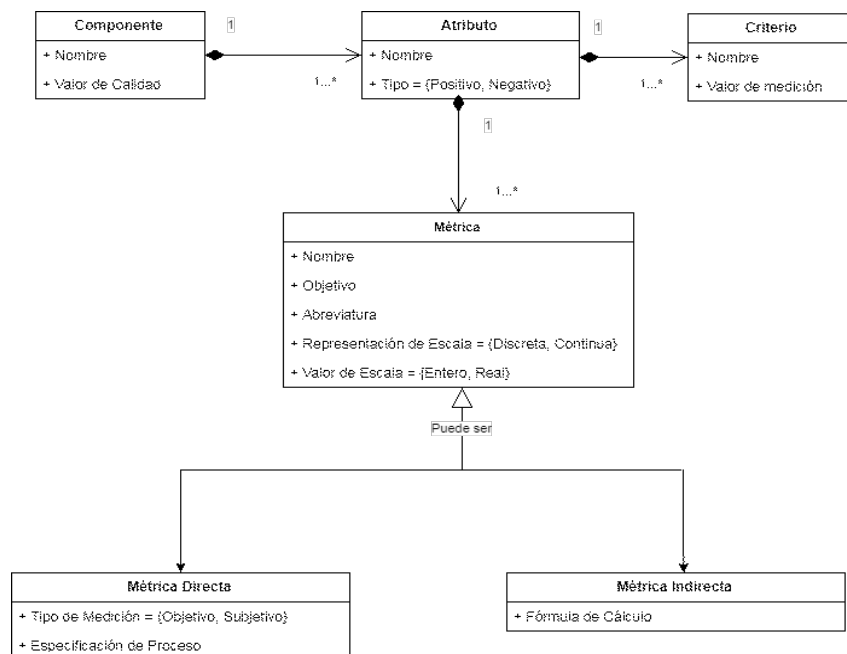 Componente
+ Nombre
+ Valor de Calidad
1
1...*
Atributo
+ Nombre
+ Tipo = {Positivo, Negativo}
1
1...*
Criterio
+ Nombre
+ Valor de medición
1
1...*
Métrica
+ Nombre
+ Objetivo
+ Abreviatura
+ Representación de Escala = {Discreta, Continua}
+ Valor de Escala = {Entero, Real}
Puede ser
Métrica Directa
+ Tipo de Medición = {Objetivo, Subjetivo}
+ Especificación de Proceso
Métrica Indirecta
+ Fórmula de Cálculo